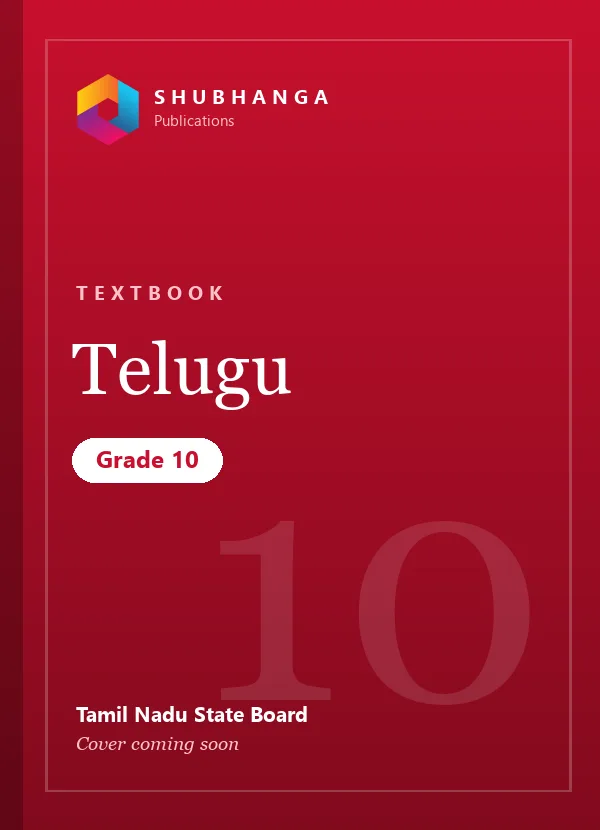 SHUBHANGA
Publications
TEXTBOOK
Telugu
Grade 10
10
Tamil Nadu State Board
Cover coming soon